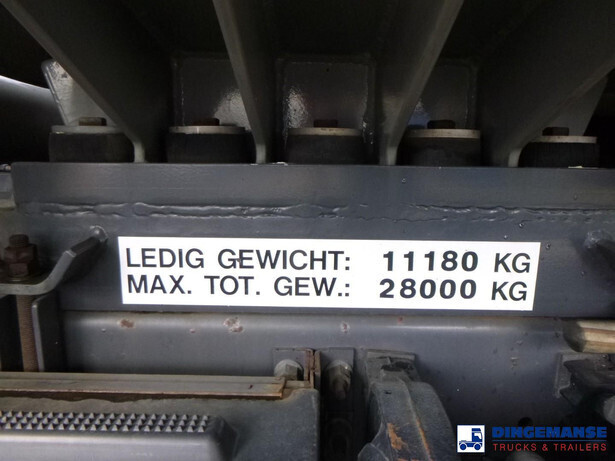 LEDIG GEWICHT: 11180 KG
MAX. TOT. GEW.: 28000 KG
DINGEMANSE
TRUCKS & TRAILERS